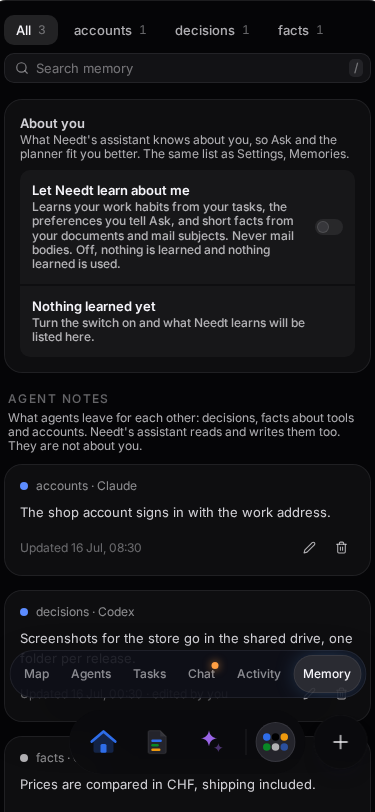 All 3 accounts 1 decisions 1 facts 1
Search memory /
About you
What Needt's assistant knows about you, so Ask and the
planner fit you better. The same list as Settings, Memories.
Let Needt learn about me
Learns your work habits from your tasks, the
preferences you tell Ask, and short facts from
your documents and mail subjects. Never mail
bodies. Off, nothing is learned and nothing
learned is used.
Nothing learned yet
Turn the switch on and what Needt learns will be
listed here.
AGENT NOTES
What agents leave for each other: decisions, facts about tools
and accounts. Needt's assistant reads and writes them too.
They are not about you.
accounts · Claude
The shop account signs in with the work address.
Updated 16 Jul, 08:30
decisions · Codex
Screenshots for the store go in the shared drive, one
folder per release.
Map Agents Tasks Chat Activity Memory
Updated 16 Jul, edited by you
facts ·
Prices are compared in CHF, shipping included.